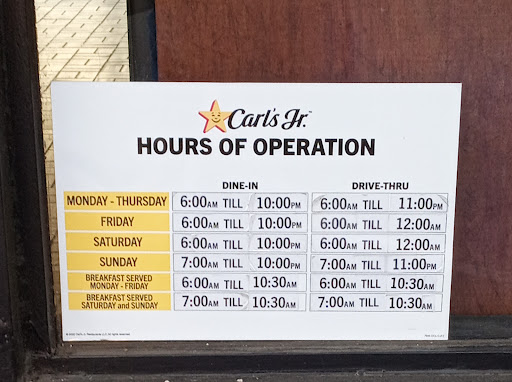 Carl's Jr.
HOURS OF OPERATION
DINE-IN DRIVE-THRU
MONDAY - THURSDAY 6:00AM TILL 10:00PM 6:00AM TILL 11:00PM
FRIDAY 6:00AM TILL 10:00PM 6:00AM TILL 12:00AM
SATURDAY 6:00AM TILL 10:00PM 6:00AM TILL 12:00AM
SUNDAY 7:00AM TILL 10:00PM 7:00AM TILL 11:00PM
BREAKFAST SERVED
MONDAY - FRIDAY 6:00AM TILL 10:30AM 6:00AM TILL 10:30AM
BREAKFAST SERVED
SATURDAY and SUNDAY 7:00AM TILL 10:30AM 7:00AM TILL 10:30AM